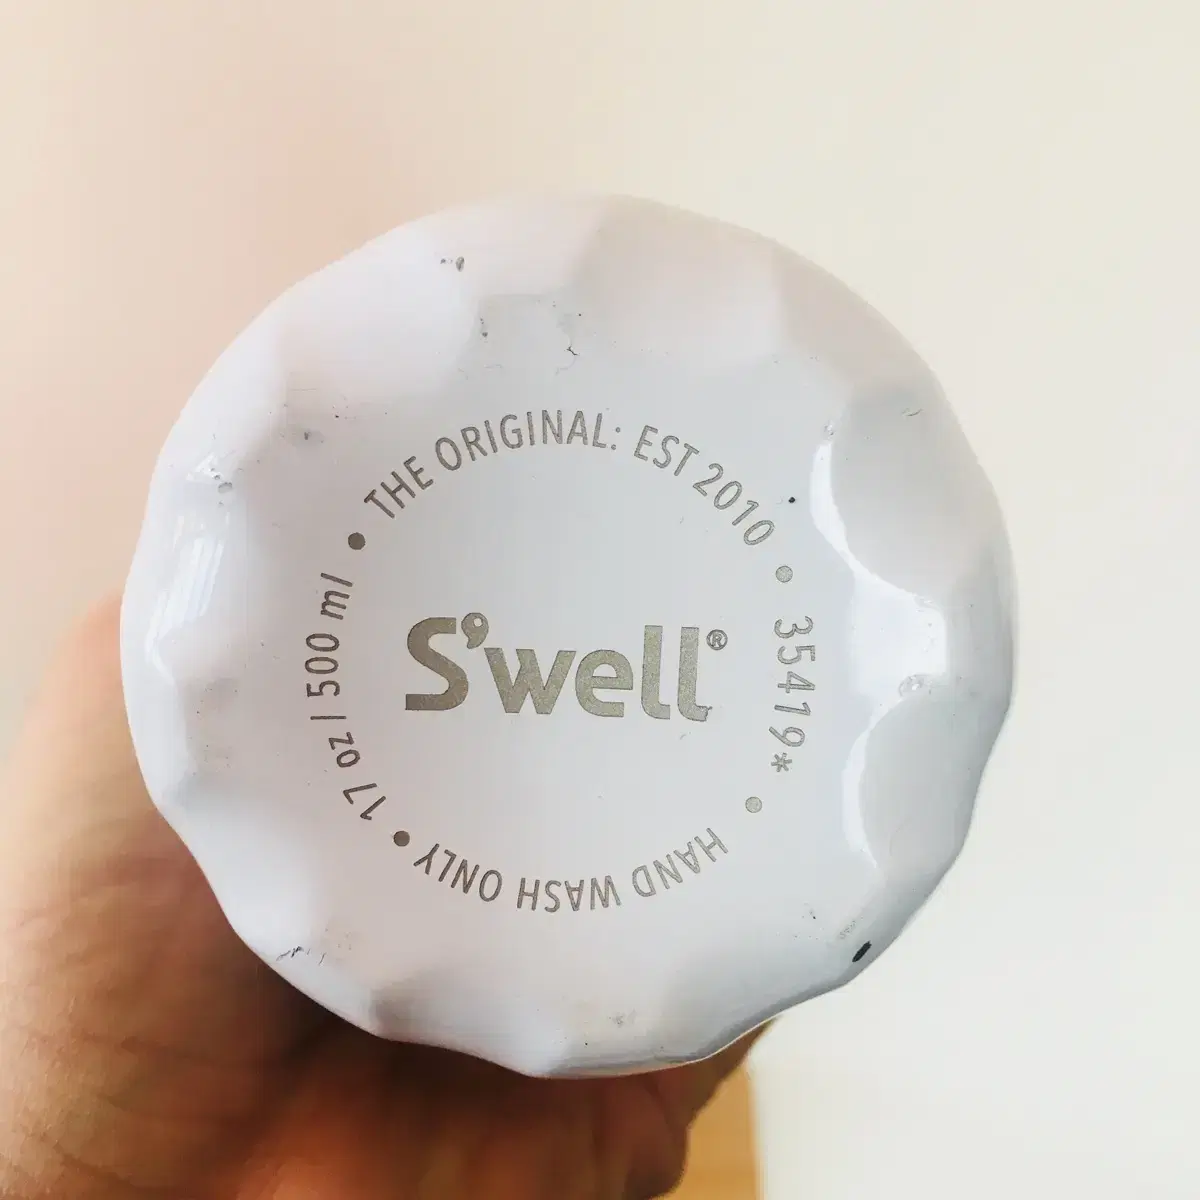 • THE ORIGINAL: EST 2010 • 35419* • HAND WASH ONLY • 17 oz | 500 ml
S'well®